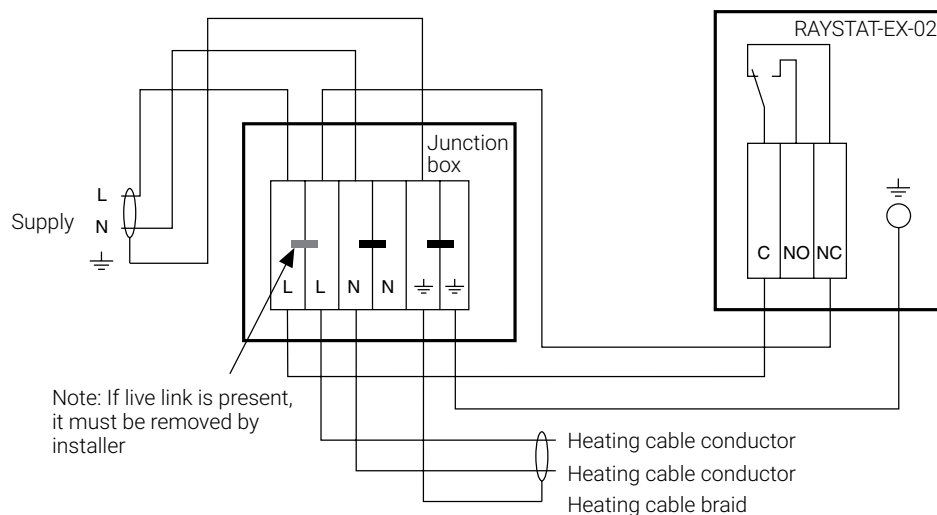 RAYSTAT-EX-02
Junction
box
L
Supply
N
C NO NC
L L N N
Note: If live link is present,
it must be removed by
installer
Heating cable conductor
Heating cable conductor
Heating cable braid